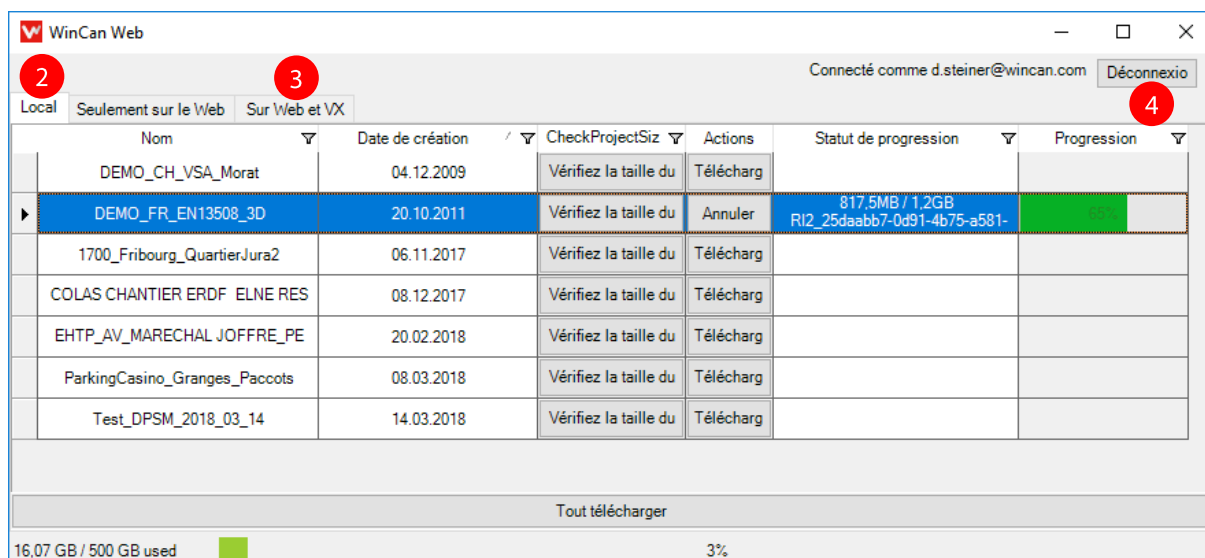 WinCan Web
2
3
Connecté comme d.steiner@wincan.com Déconnexio
4
Local Seulement sur le Web Sur Web et VX
Nom Date de création CheckProjectSiz Actions Statut de progression Progression
DEMO_CH_VSA_Morat 04.12.2009 Vérifiez la taille du Télécharg
DEMO_FR_EN13508_3D 20.10.2011 Vérifiez la taille du Annuler 817,5MB / 1,2GB 65%
RI2_25daabb7-0d91-4b75-a581-
1700_Fribourg_QuartierJura2 06.11.2017 Vérifiez la taille du Télécharg
COLAS CHANTIER ERDF ELNE RES 08.12.2017 Vérifiez la taille du Télécharg
EHTP_AV_MARECHAL JOFFRE_PE 20.02.2018 Vérifiez la taille du Télécharg
ParkingCasino_Granges_Paccots 08.03.2018 Vérifiez la taille du Télécharg
Test_DPSM_2018_03_14 14.03.2018 Vérifiez la taille du Télécharg
Tout télécharger
16,07 GB / 500 GB used 3%